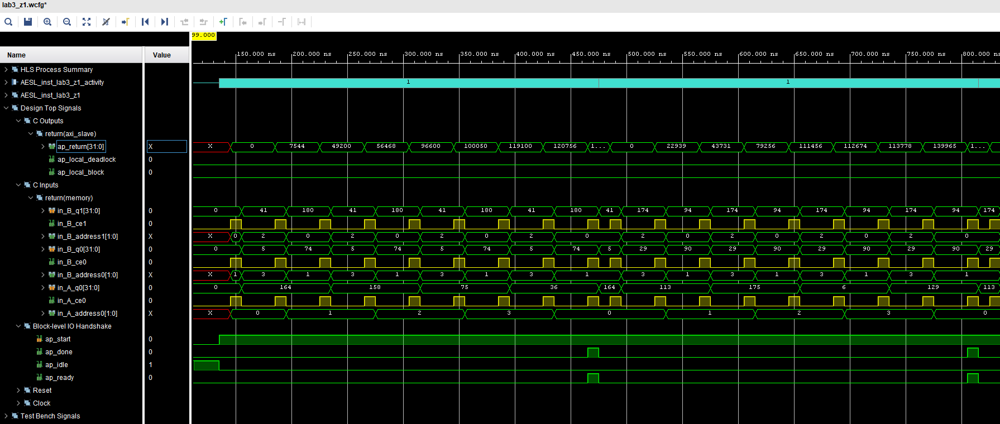 lab3_z1.wcfg*
99.000
Name Value
150.000 ns 200.000 ns 250.000 ns 300.000 ns 350.000 ns 400.000 ns 450.000 ns 500.000 ns 550.000 ns 600.000 ns 650.000 ns 700.000 ns 750.000 ns 800.000 ns
HLS Process Summary
AESL_inst_lab3_z1_activity 1 1
AESL_inst_lab3_z1
Design Top Signals
C Outputs
return(axi_slave)
ap_return[31:0] X X 0 7544 49200 56468 96600 100050 119100 120756 1... 0 22939 43731 79256 111456 112674 113778 139965 1...
ap_local_deadlock 0
ap_local_block 0
C Inputs
return(memory)
in_B_q1[31:0] 0 0 41 180 41 180 41 180 41 180 41 174 94 174 94 174 94 174 94 174
in_B_ce1 0
in_B_address1[1:0] X X 0 2 0 2 0 2 0 2 0 2 0 2 0 2 0 2 0
in_B_q0[31:0] 0 0 5 74 5 74 5 74 5 74 5 29 90 29 90 29 90 29 90 29
in_B_ce0 0
in_B_address0[1:0] X X 1 3 1 3 1 3 1 3 1 3 1 3 1 3 1 3 1
in_A_q0[31:0] 0 0 164 158 75 36 164 113 175 6 129 113
in_A_ce0 0
in_A_address0[1:0] X X 0 1 2 3 0 1 2 3 0
Block-level IO Handshake
ap_start 0
ap_done 0
ap_idle 1
ap_ready 0
Reset
Clock
Test Bench Signals